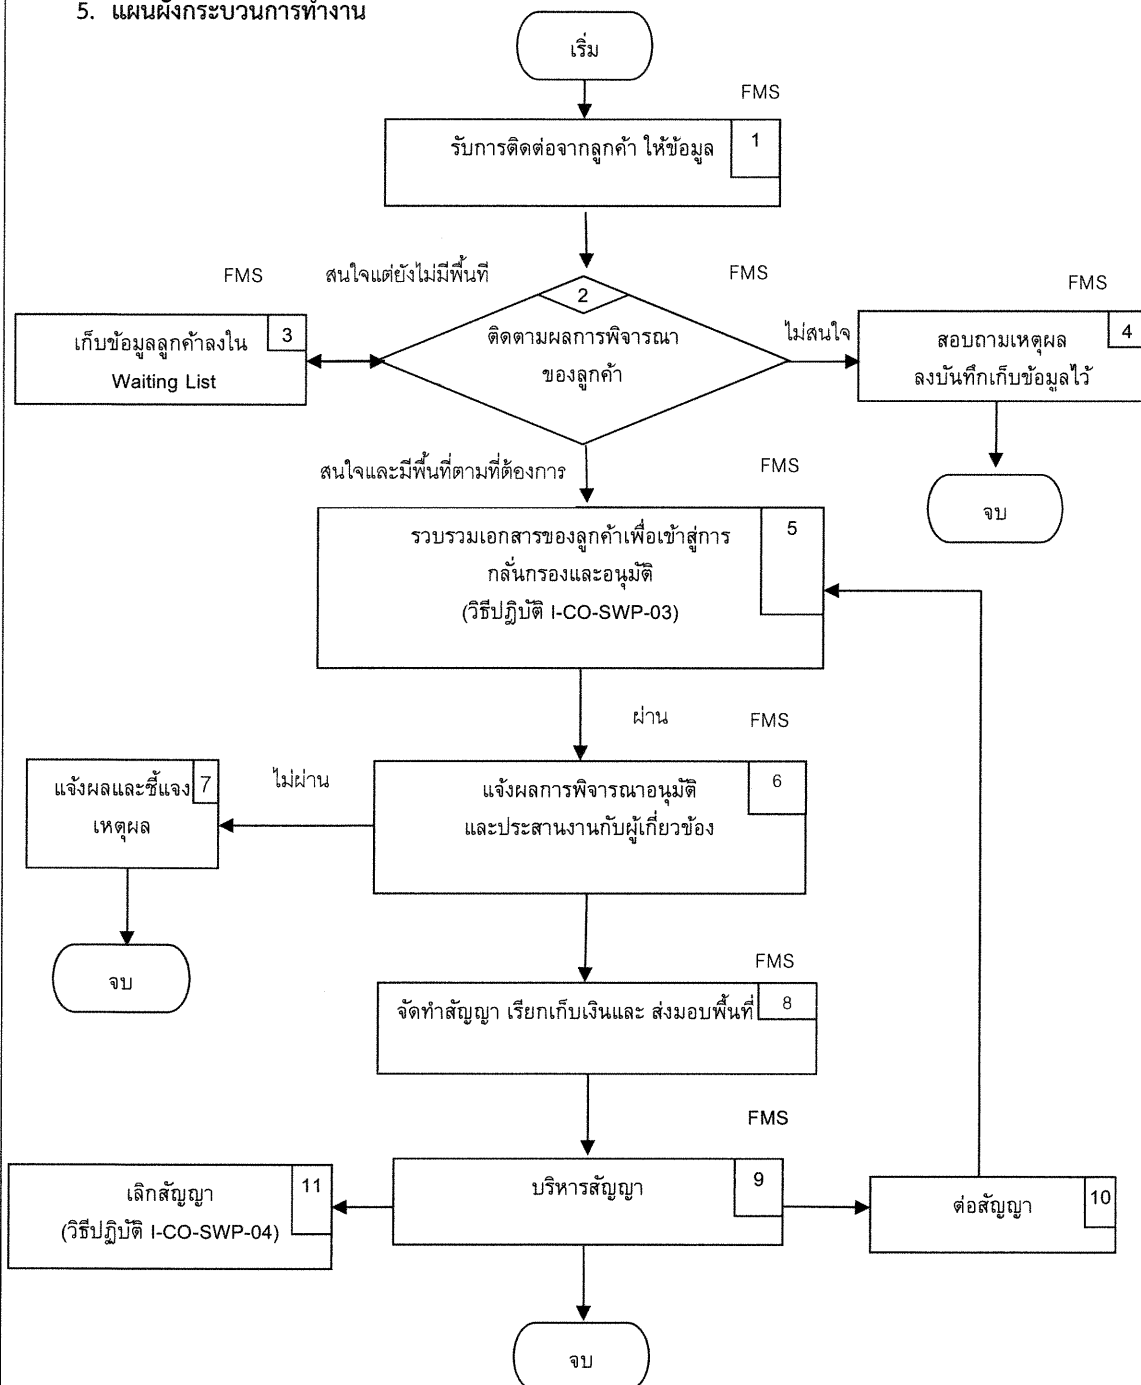 5. แผนผังกระบวนการทำงาน
เริ่ม
FMS
รับการติดต่อจากลูกค้า ให้ข้อมูล
1
FMS
สนใจแต่ยังไม่มีพื้นที่
FMS
FMS
2
ติดตามผลการพิจารณา
ของลูกค้า
เก็บข้อมูลลูกค้าลงใน
Waiting List
3
ไม่สนใจ
สอบถามเหตุผล
ลงบันทึกเก็บข้อมูลไว้
4
จบ
สนใจและมีพื้นที่ตามที่ต้องการ
FMS
รวบรวมเอกสารของลูกค้าเพื่อเข้าสู่การ
กลั่นกรองและอนุมัติ
(วิธีปฎิบัติ I-CO-SWP-03)
5
ผ่าน
FMS
แจ้งผลการพิจารณาอนุมัติ
และประสานงานกับผู้เกี่ยวข้อง
6
ไม่ผ่าน
แจ้งผลและชี้แจง
เหตุผล
7
จบ
FMS
จัดทำสัญญา เรียกเก็บเงินและ ส่งมอบพื้นที่
8
FMS
บริหารสัญญา
9
เลิกสัญญา
(วิธีปฏิบัติ I-CO-SWP-04)
11
ต่อสัญญา
10
จบ